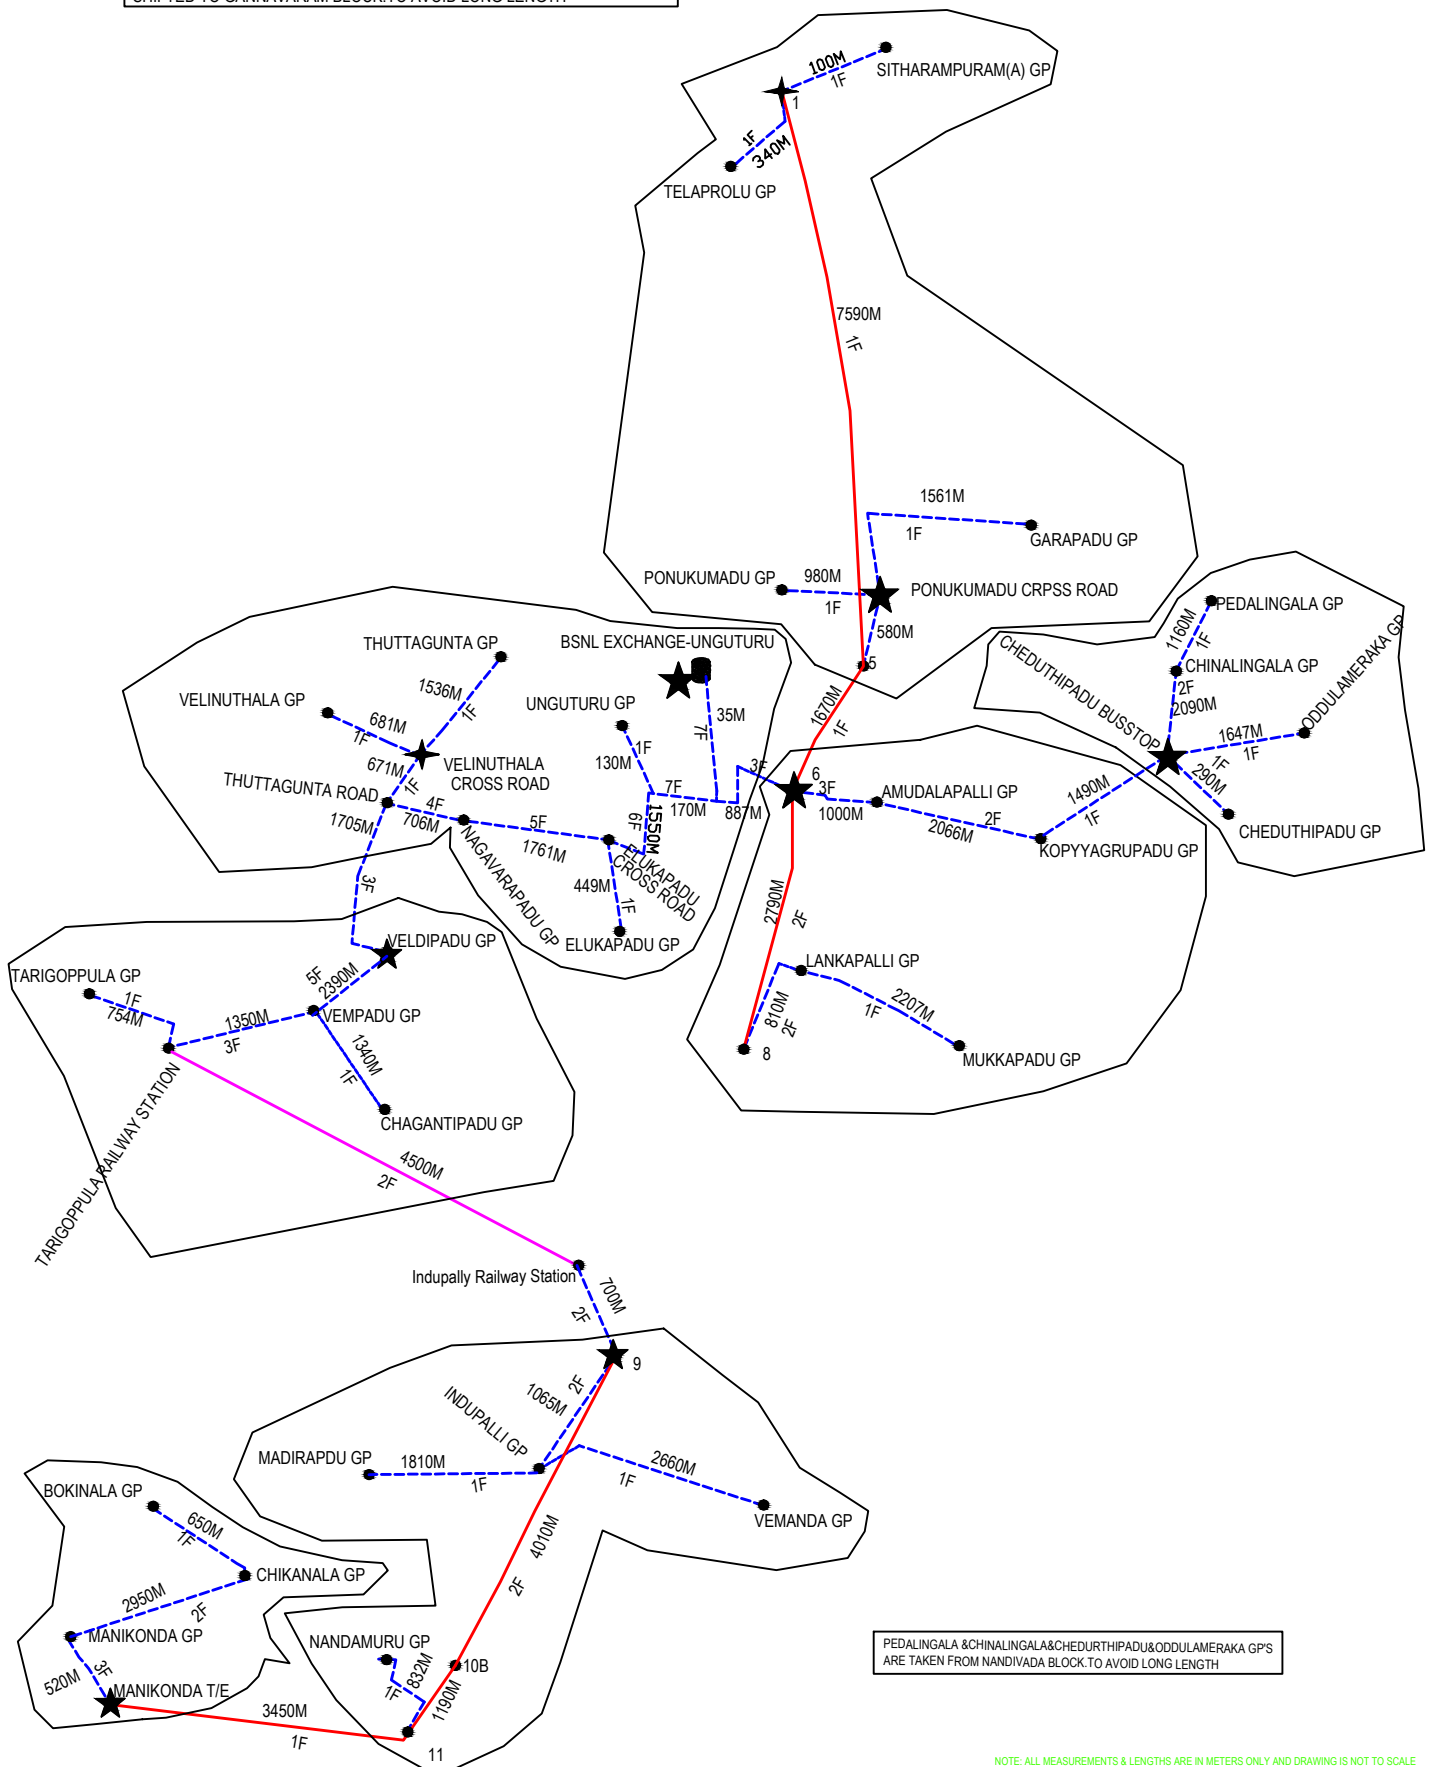 SHIFTED TO GANNAVARAM BLOCK.TO AVOID LONG LENGTH
100M
1F
SITHARAMPURAM(A) GP
1
1F
340M
TELAPROLU GP
7590M
1F
1561M
1F
GARAPADU GP
PONUKUMADU GP
980M
1F
PONUKUMADU CRPSS ROAD
580M
5
1670M
1F
PEDALINGALA GP
1160M
1F
CHINALINGALA GP
2F
2090M
ODDULAMERAKA GP
CHEDUTHIPADU BUSSTOP
1647M
1F
1F
290M
CHEDUTHIPADU GP
1490M
1F
THUTTAGUNTA GP
BSNL EXCHANGE-UNGUTURU
1536M
1F
VELINUTHALA GP
681M
1F
UNGUTURU GP
35M
7F
1F
130M
671M
1F
VELINUTHALA
CROSS ROAD
THUTTAGUNTA ROAD
4F
706M
1705M
3F
5F
1761M
7F
170M
3F
887M
6F
1550M
6
3F
1000M
AMUDALAPALLI GP
2F
2066M
KOPYYAGRUPADU GP
NAGAVARAPADU GP
ELUKAPADU
CROSS ROAD
449M
1F
ELUKAPADU GP
2790M
2F
LANKAPALLI GP
810M
2F
8
2207M
1F
MUKKAPADU GP
VELDIPADU GP
TARIGOPPULA GP
1F
754M
5F
2390M
1350M
3F
VEMPADU GP
1340M
1F
CHAGANTIPADU GP
TARIGOPPULA RAILWAY STATION
4500M
2F
Indupally Railway Station
700M
2F
9
2F
1065M
INDUPALLI GP
MADIRAPDU GP
1810M
1F
2660M
1F
VEMANDA GP
4010M
2F
BOKINALA GP
650M
1F
CHIKANALA GP
2950M
2F
MANIKONDA GP
520M
3F
MANIKONDA T/E
3450M
1F
NANDAMURU GP
832M
1F
10B
1190M
11
PEDALINGALA &CHINALINGALA&CHEDURTHIPADU&ODDULAMERAKA GP'S
ARE TAKEN FROM NANDIVADA BLOCK.TO AVOID LONG LENGTH
NOTE: ALL MEASUREMENTS & LENGTHS ARE IN METERS ONLY AND DRAWING IS NOT TO SCALE